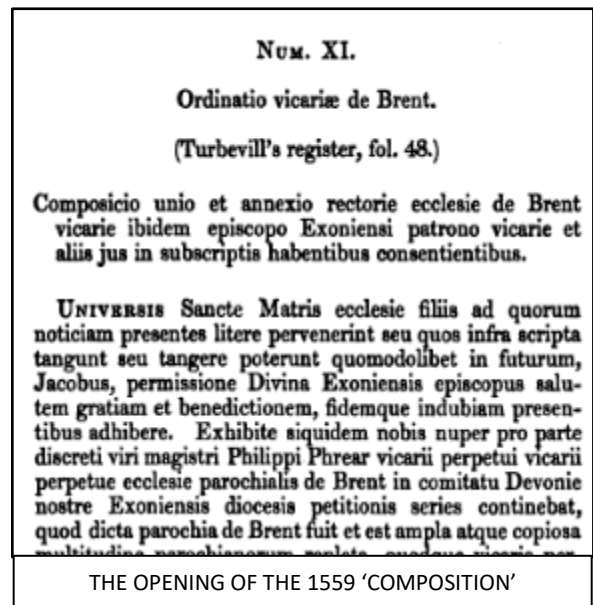 NUM. XI.
Ordinatio vicariæ de Brent.
(Turbevill's register, fol. 48.)
Composicio unio et annexio rectorie ecclesie de Brent
vicarie ibidem episcopo Exoniensi patrono vicarie et
aliis jus in subscriptis habentibus consentientibus.
UNIVERSIS Sancte Matris ecclesie filiis ad quorum
noticiam presentes litere pervenerint seu quos infra scripta
tangunt seu tangere poterunt quomodolibet in futurum,
Jacobus, permissione Divina Exoniensis episcopus salu-
tem gratiam et benedictionem, fidemque indubiam presen-
tibus adhibere. Exhibite siquidem nobis nuper pro parte
discreti viri magistri Philippi Phrear vicarii perpetui vicarii
perpetue ecclesie parochialis de Brent in comitatu Devonie
nostre Exoniensis diocesis petitionis series continebat,
quod dicta parochia de Brent fuit et est ampla atque copiosa
multitudine parochianorum
THE OPENING OF THE 1559 ‘COMPOSITION’